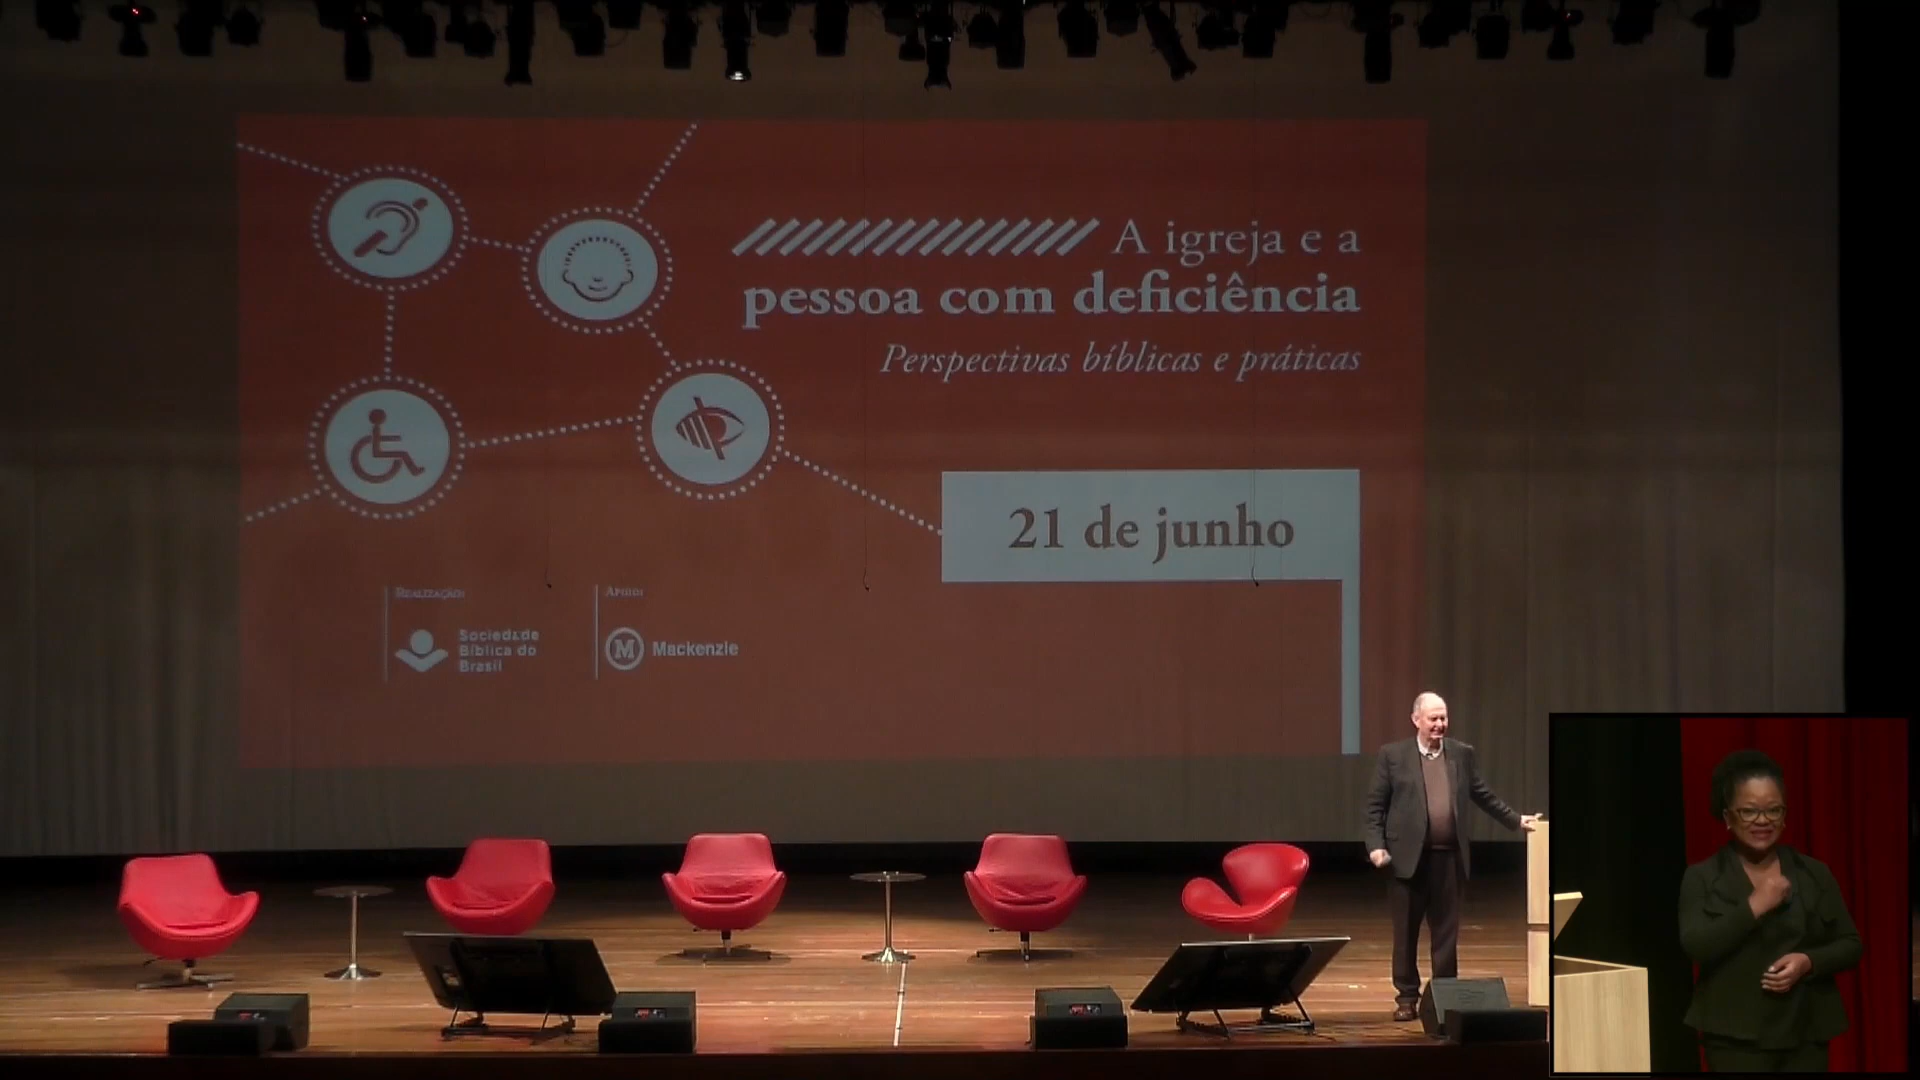 A igreja e a
pessoa com deficiência
Perspectivas bíblicas e práticas
21 de junho
Realização:
Sociedade
Bíblica do
Brasil
Apoio:
M Mackenzie